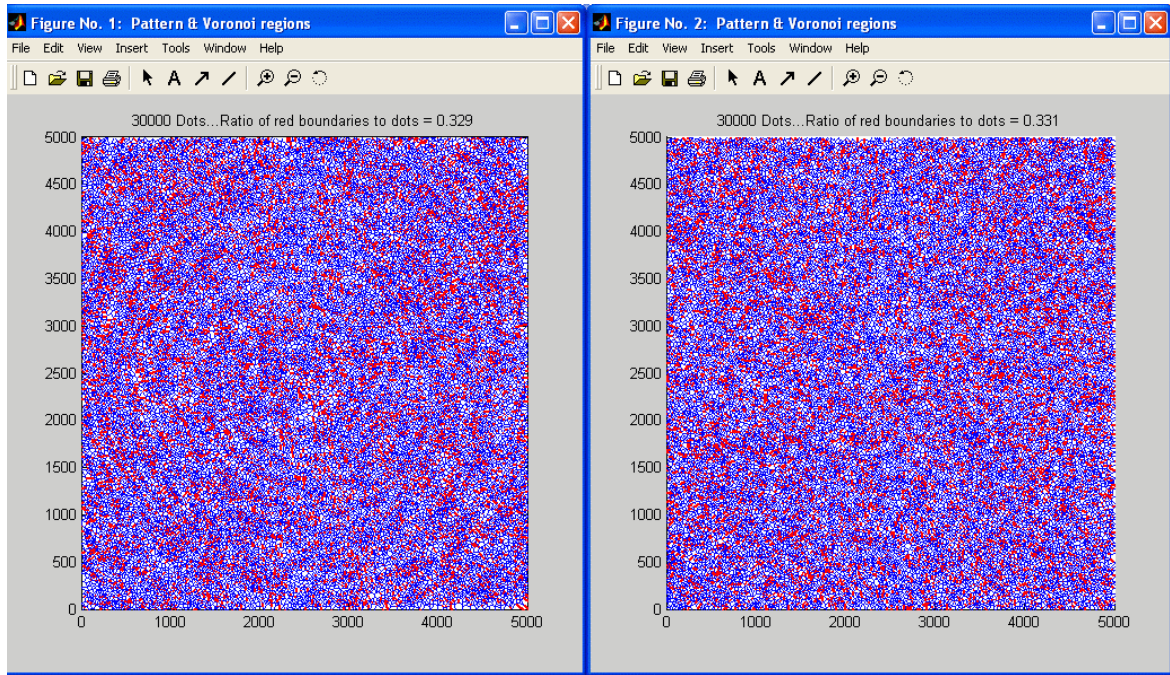 Figure No. 1: Pattern & Voronoi regions
File Edit View Insert Tools Window Help
A
30000 Dots...Ratio of red boundaries to dots = 0.329
5000
4500
4000
3500
3000
2500
2000
1500
1000
500
0
0 1000 2000 3000 4000 5000
Figure No. 2: Pattern & Voronoi regions
File Edit View Insert Tools Window Help
A
30000 Dots...Ratio of red boundaries to dots = 0.331
5000
4500
4000
3500
3000
2500
2000
1500
1000
500
0
0 1000 2000 3000 4000 5000